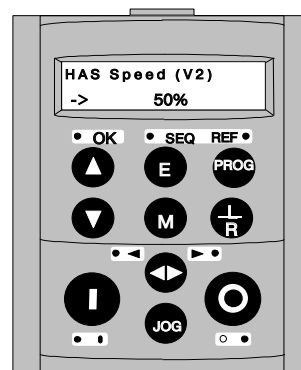 HAS Speed (V2)
-> 50%
OK SEQ REF
E PROG
M R
JOG